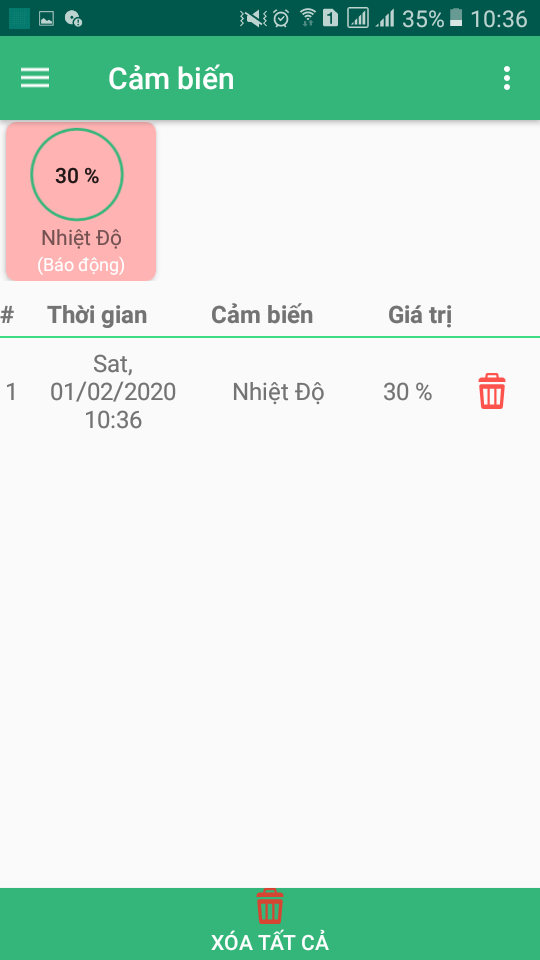 35% 10:36
Cảm biến
30 %
Nhiệt Độ
(Báo động)
# Thời gian Cảm biến Giá trị
Sat,
1 01/02/2020 Nhiệt Độ 30 %
10:36
XÓA TẤT CẢ